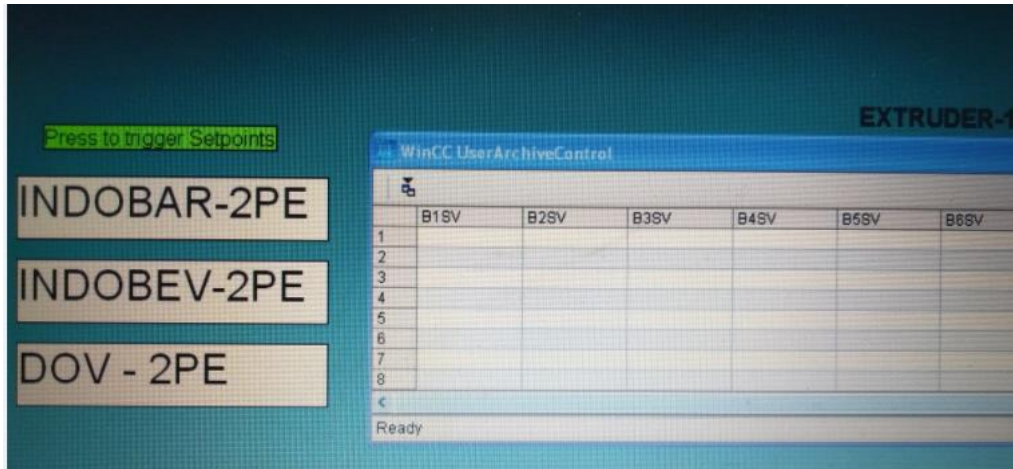 EXTRUDER-1
Press to trigger Setpoints
WinCC UserArchiveControl
INDOBAR-2PE
B1SV B2SV B3SV B4SV B5SV B6SV
1
2
INDOBEV-2PE
3
4
5
6
DOV - 2PE
7
8
Ready